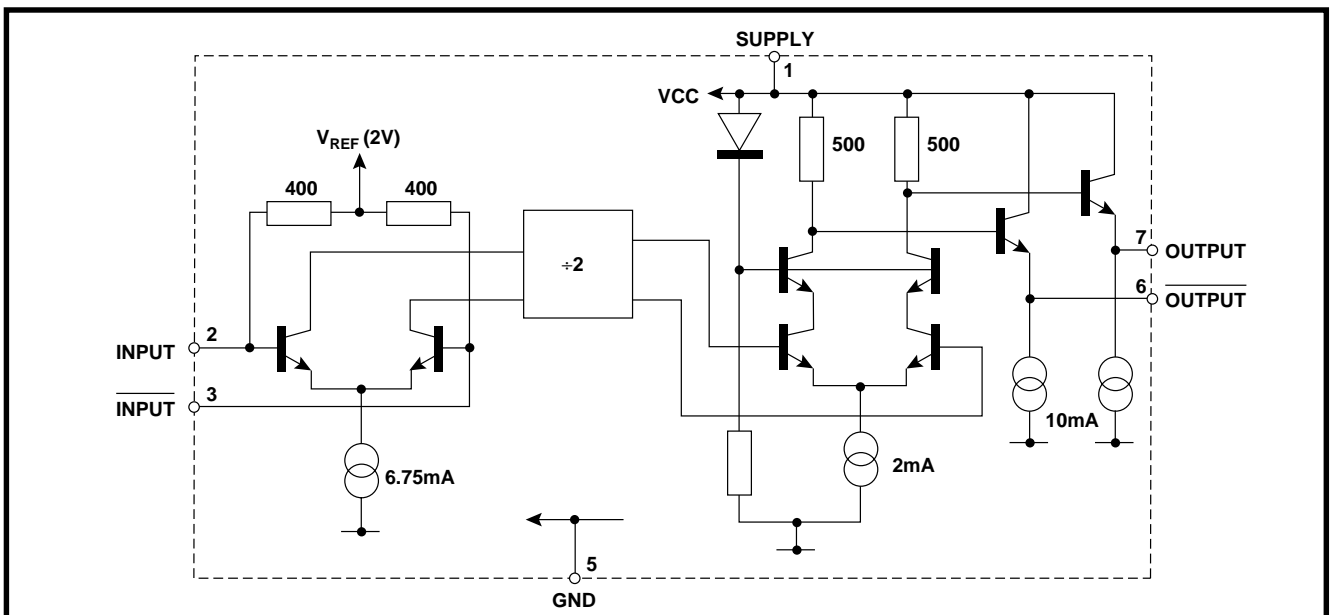 SUPPLY
1
VCC
VREF (2V)
400
400
500
500
÷2
7
OUTPUT
6
OUTPUT
2
INPUT
3
INPUT
10mA
6.75mA
2mA
5
GND